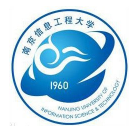 南京信息工程大学
1960
NANJING UNIVERSITY OF
INFORMATION SCIENCE & TECHNOLOGY